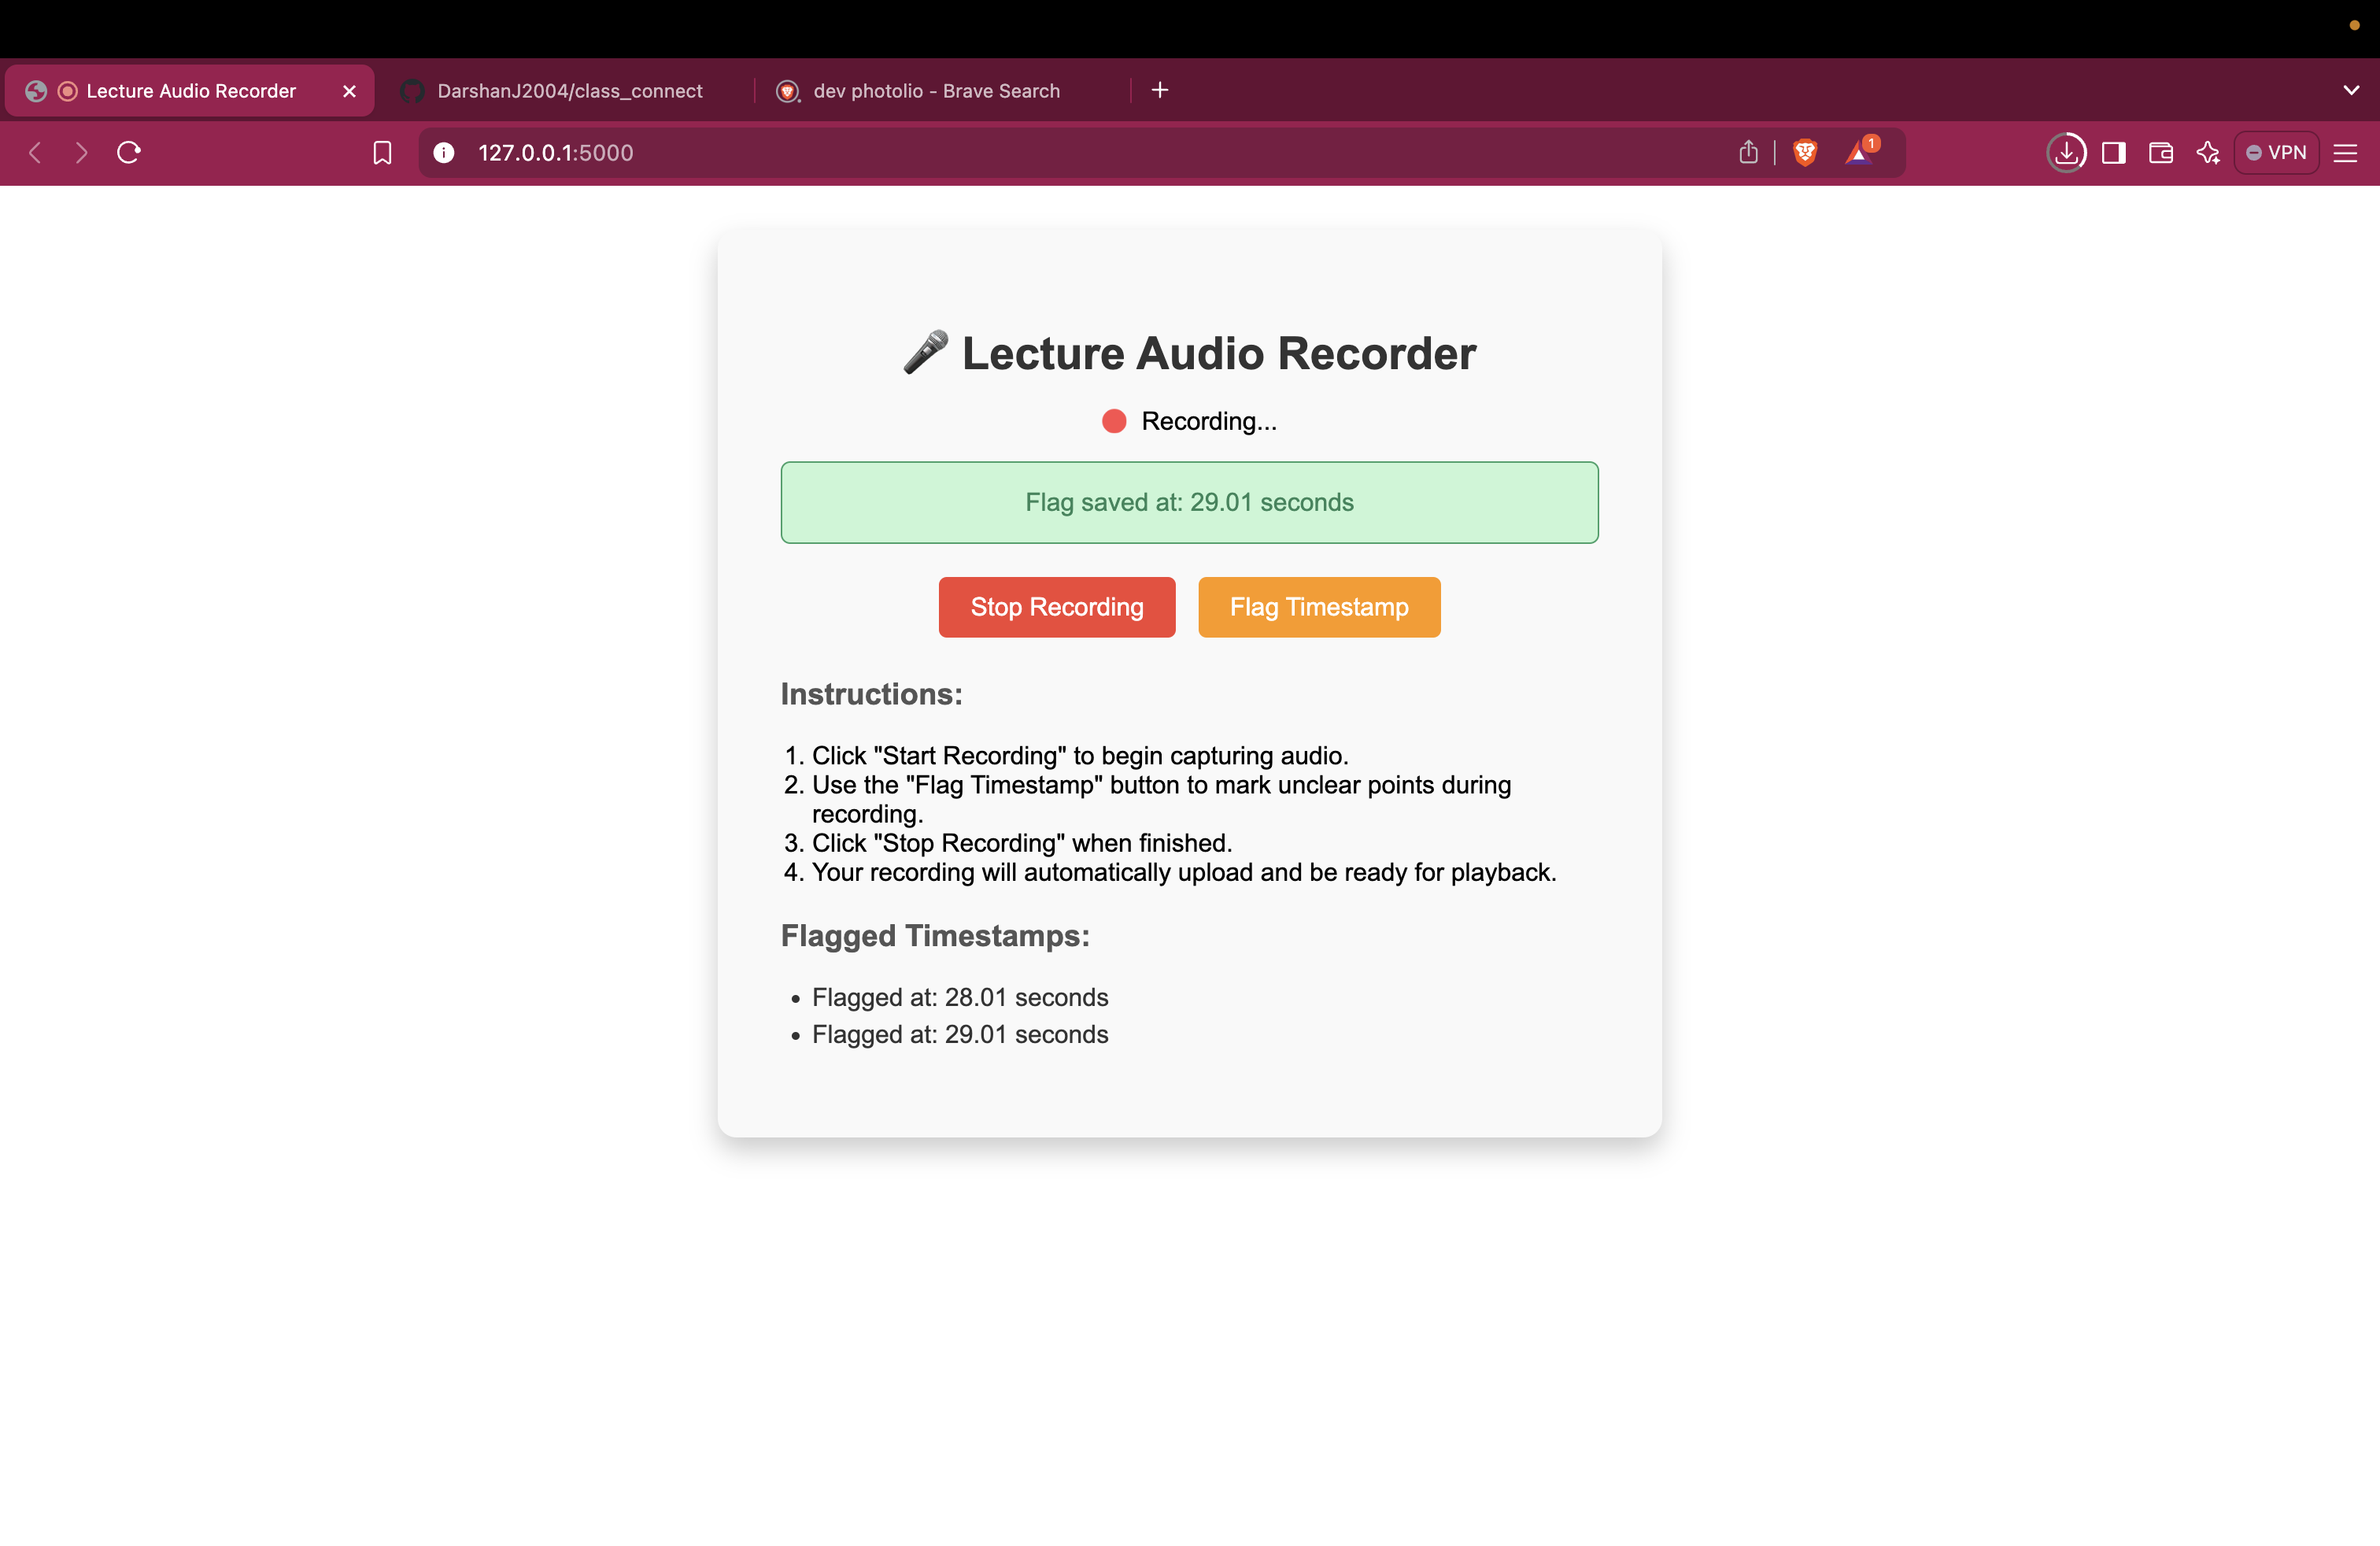 Lecture Audio Recorder
DarshanJ2004/class_connect
dev photolio - Brave Search
127.0.0.1:5000
1
VPN
🎤 Lecture Audio Recorder
Recording...
Flag saved at: 29.01 seconds
Stop Recording
Flag Timestamp
Instructions:
1. Click "Start Recording" to begin capturing audio.
2. Use the "Flag Timestamp" button to mark unclear points during
recording.
3. Click "Stop Recording" when finished.
4. Your recording will automatically upload and be ready for playback.
Flagged Timestamps:
• Flagged at: 28.01 seconds
• Flagged at: 29.01 seconds